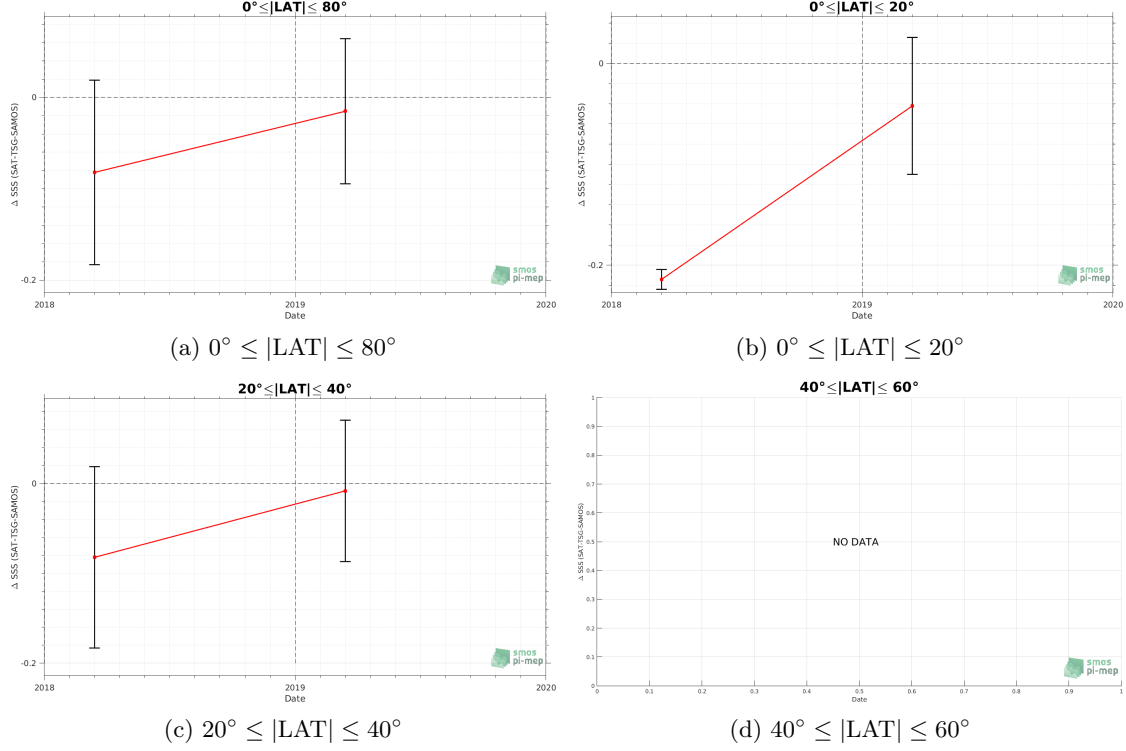 0°≤|LAT|≤ 80°
Δ SSS (SAT-TSG-SAMOS)
0
-0.2
2018
2019
2020
Date
smos
pi-mep
(a) 0° ≤ |LAT| ≤ 80°
0°≤|LAT|≤ 20°
Δ SSS (SAT-TSG-SAMOS)
0
-0.2
2018
2019
2020
Date
smos
pi-mep
(b) 0° ≤ |LAT| ≤ 20°
20°≤|LAT|≤ 40°
Δ SSS (SAT-TSG-SAMOS)
0
-0.2
2018
2019
2020
Date
smos
pi-mep
(c) 20° ≤ |LAT| ≤ 40°
40°≤|LAT|≤ 60°
Δ SSS (SAT-TSG-SAMOS)
1
0.9
0.8
0.7
0.6
0.5
0.4
0.3
0.2
0.1
0
NO DATA
0 0.1 0.2 0.3 0.4 0.5 0.6 0.7 0.8 0.9 1
Date
smos
pi-mep
(d) 40° ≤ |LAT| ≤ 60°